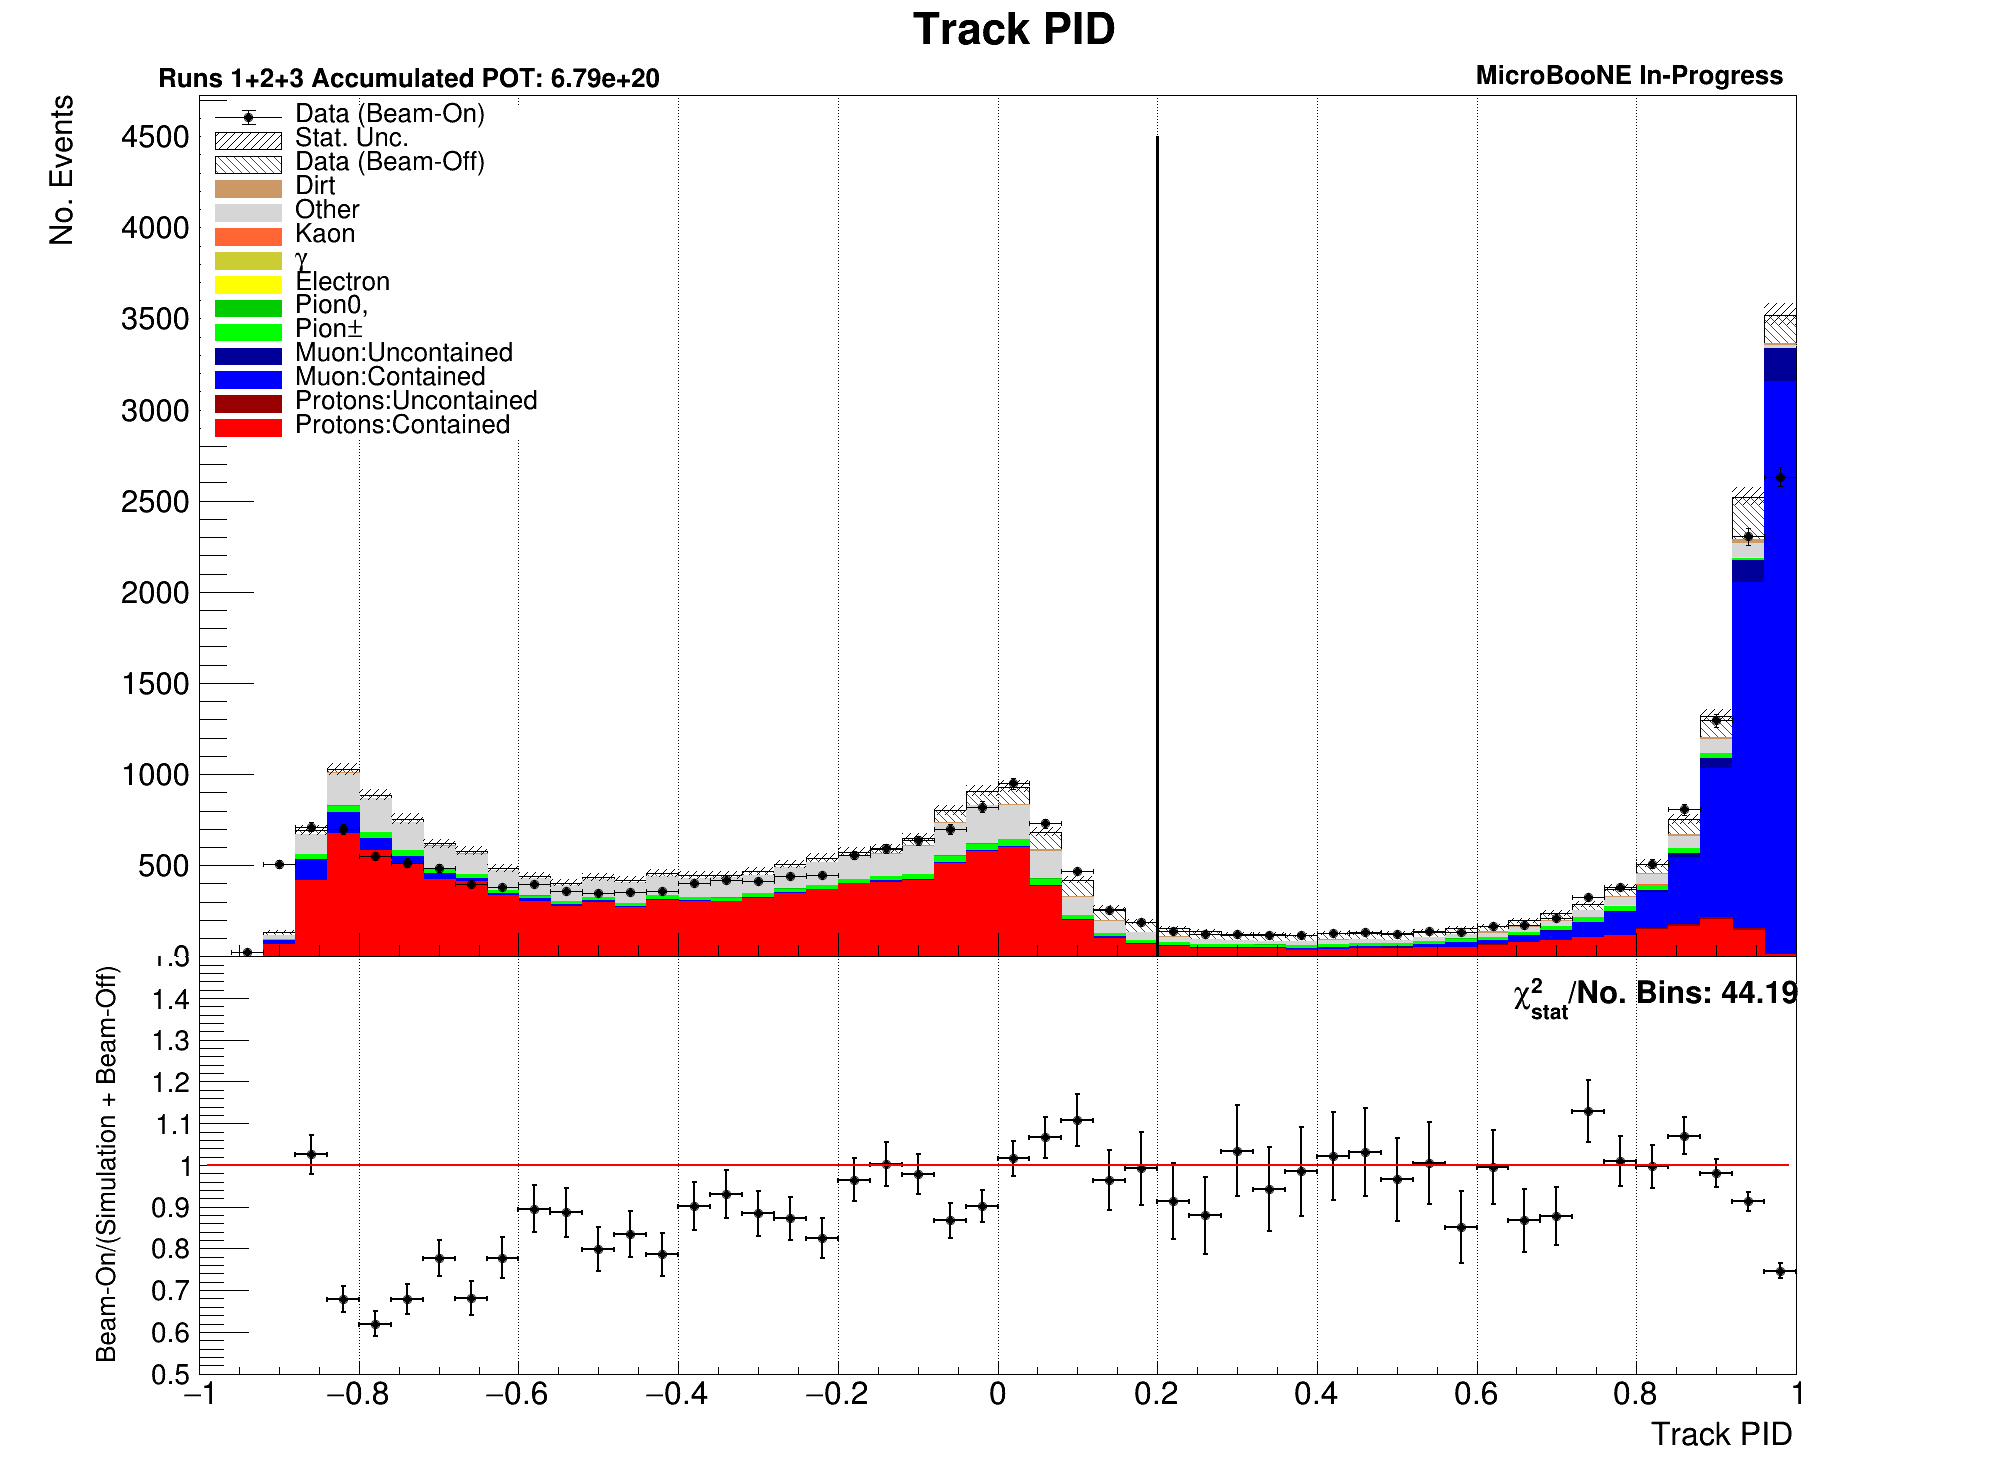 Track PID
Runs 1+2+3 Accumulated POT: 6.79e+20
MicroBooNE In-Progress
No. Events
Data (Beam-On)
Stat. Unc.
Data (Beam-Off)
Dirt
Other
Kaon
γ
Electron
Pion0,
Pion±
Muon:Uncontained
Muon:Contained
Protons:Uncontained
Protons:Contained
4500
4000
3500
3000
2500
2000
1500
1000
500
0
Beam-On/(Simulation + Beam-Off)
χ²stat/No. Bins: 44.19
1.4
1.3
1.2
1.1
1
0.9
0.8
0.7
0.6
0.5
−1 −0.8 −0.6 −0.4 −0.2 0 0.2 0.4 0.6 0.8 1
Track PID